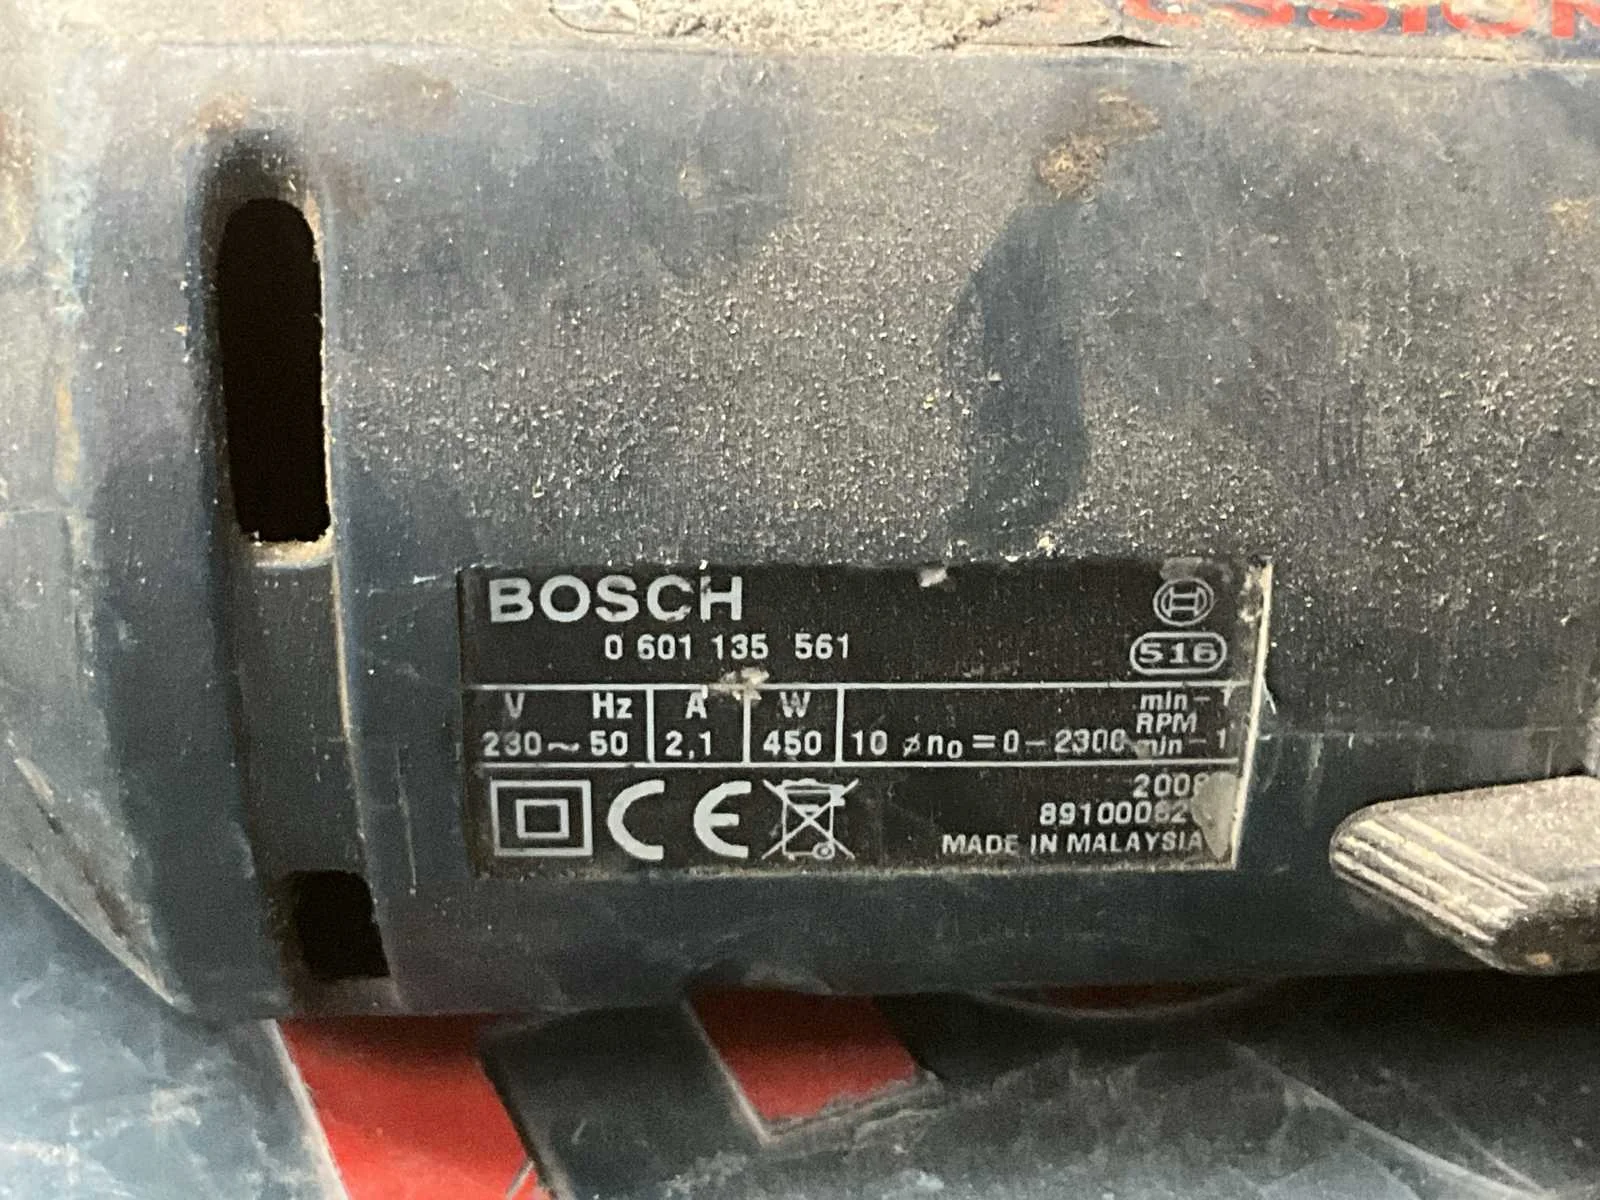 BOSCH
0 601 135 561
516
V Hz A W min-1
RPM
230~50 2,1 450 10 ⌀n₀=0-2300 min-1
CE
MADE IN MALAYSIA